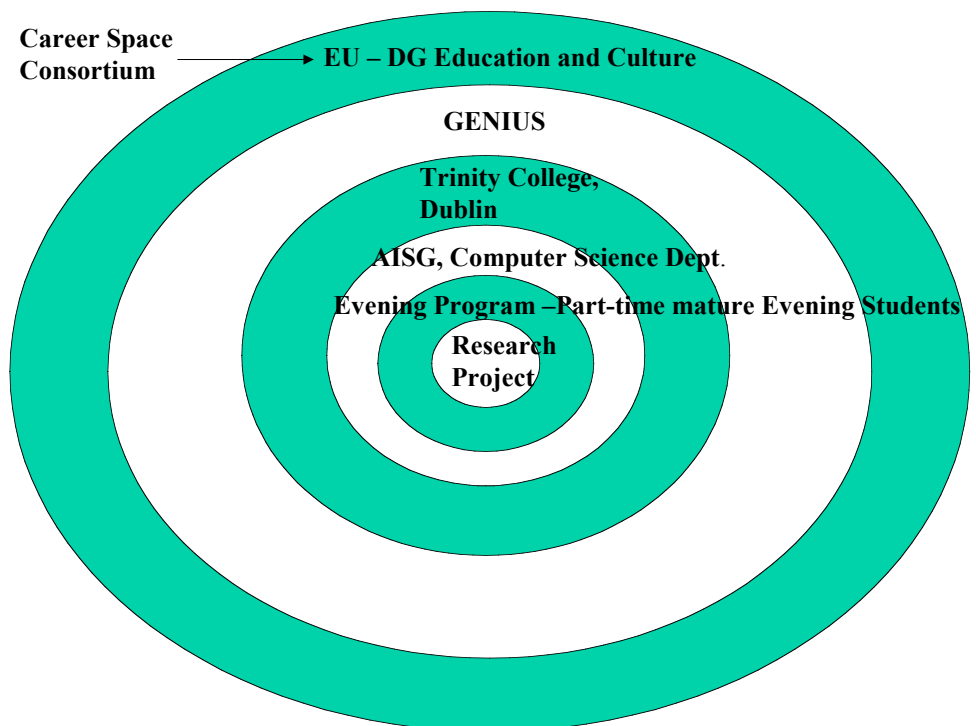 Career Space
Consortium
EU – DG Education and Culture
GENIUS
Trinity College,
Dublin
AISG, Computer Science Dept.
Evening Program –Part-time mature Evening Students
Research
Project